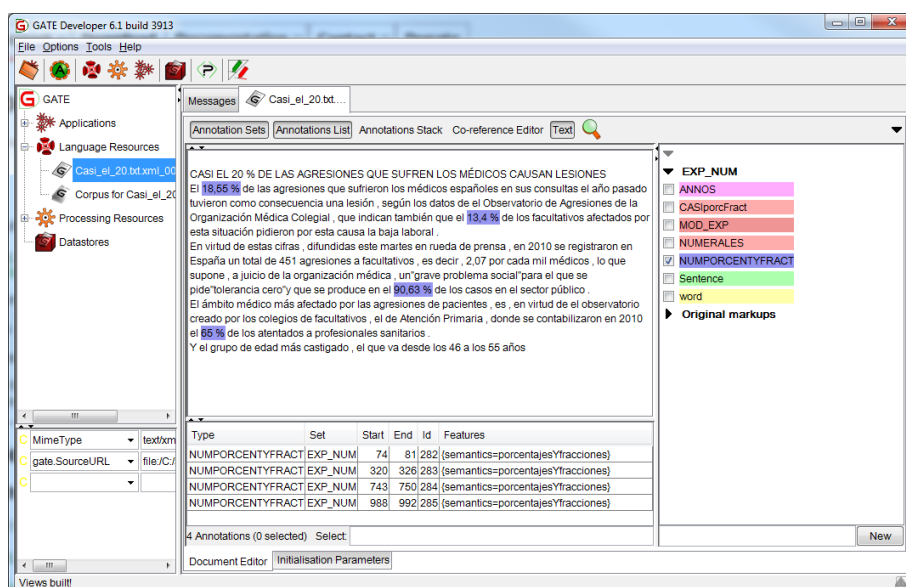 GATE Developer 6.1 build 3913
File Options Tools Help
GATE
Applications
Language Resources
Casi_el_20.txt.xml_00
Corpus for Casi_el_20
Processing Resources
Datastores
MimeType text/xm
gate.SourceURL file:/C:/
Messages Casi_el_20.txt....
Annotation Sets Annotations List Annotations Stack Co-reference Editor Text
CASI EL 20 % DE LAS AGRESIONES QUE SUFREN LOS MÉDICOS CAUSAN LESIONES
El 18,55 % de las agresiones que sufrieron los médicos españoles en sus consultas el año pasado
tuvieron como consecuencia una lesión , según los datos de el Observatorio de Agresiones de la
Organización Médica Colegial , que indican también que el 13,4 % de los facultativos afectados por
esta situación pidieron por esta causa la baja laboral .
En virtud de estas cifras , difundidas este martes en rueda de prensa , en 2010 se registraron en
España un total de 451 agresiones a facultativos , es decir , 2,07 por cada mil médicos , lo que
supone , a juicio de la organización médica , un"grave problema social"para el que se
pide"tolerancia cero"y que se produce en el 90,63 % de los casos en el sector público .
El ámbito médico más afectado por las agresiones de pacientes , es , en virtud de el observatorio
creado por los colegios de facultativos , el de Atención Primaria , donde se contabilizaron en 2010
el 65 % de los atentados a profesionales sanitarios .
Y el grupo de edad más castigado , el que va desde los 46 a los 55 años
EXP_NUM
ANNOS
CASIporcFract
MOD_EXP
NUMERALES
NUMPORCENTYFRACT
Sentence
word
Original markups
Type Set Start End Id Features
NUMPORCENTYFRACT EXP_NUM 74 81 282 {semantics=porcentajesYfracciones}
NUMPORCENTYFRACT EXP_NUM 320 326 283 {semantics=porcentajesYfracciones}
NUMPORCENTYFRACT EXP_NUM 743 750 284 {semantics=porcentajesYfracciones}
NUMPORCENTYFRACT EXP_NUM 988 992 285 {semantics=porcentajesYfracciones}
4 Annotations (0 selected) Select:
New
Document Editor Initialisation Parameters
Views built!